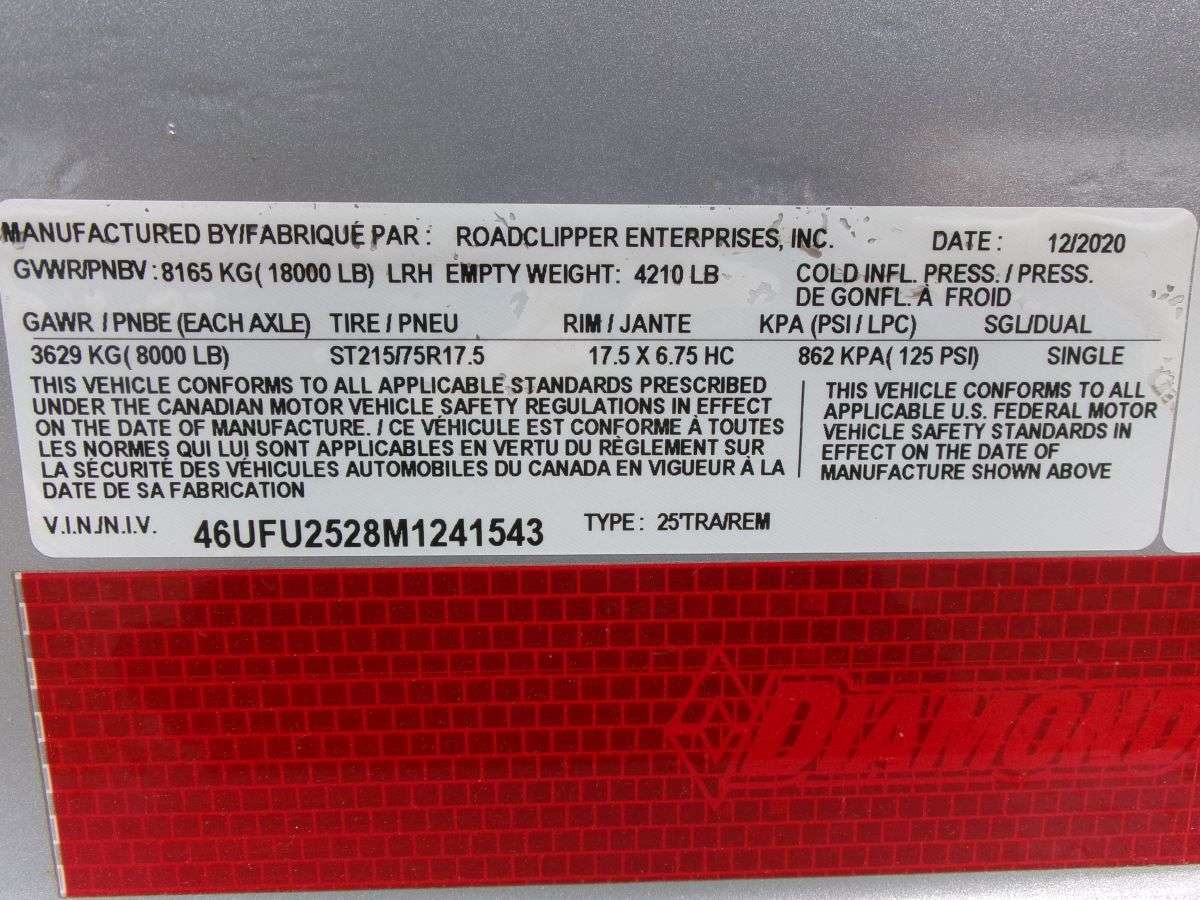 MANUFACTURED BY/FABRIQUÉ PAR : ROADCLIPPER ENTERPRISES, INC. DATE : 12/2020
GVWR/PNBV : 8165 KG( 18000 LB) LRH EMPTY WEIGHT: 4210 LB
COLD INFL. PRESS. / PRESS.
DE GONFL. À FROID
GAWR / PNBE (EACH AXLE) TIRE / PNEU RIM / JANTE KPA (PSI / LPC) SGL/DUAL
3629 KG( 8000 LB) ST215/75R17.5 17.5 X 6.75 HC 862 KPA( 125 PSI) SINGLE
THIS VEHICLE CONFORMS TO ALL APPLICABLE STANDARDS PRESCRIBED
UNDER THE CANADIAN MOTOR VEHICLE SAFETY REGULATIONS IN EFFECT
ON THE DATE OF MANUFACTURE. / CE VÉHICULE EST CONFORME À TOUTES
LES NORMES QUI LUI SONT APPLICABLES EN VERTU DU RÈGLEMENT SUR
LA SÉCURITÉ DES VÉHICULES AUTOMOBILES DU CANADA EN VIGUEUR À LA
DATE DE SA FABRICATION
THIS VEHICLE CONFORMS TO ALL
APPLICABLE U.S. FEDERAL MOTOR
VEHICLE SAFETY STANDARDS IN
EFFECT ON THE DATE OF
MANUFACTURE SHOWN ABOVE
V.I.N./N.I.V. 46UFU2528M1241543 TYPE : 25'TRA/REM
DIAMOND